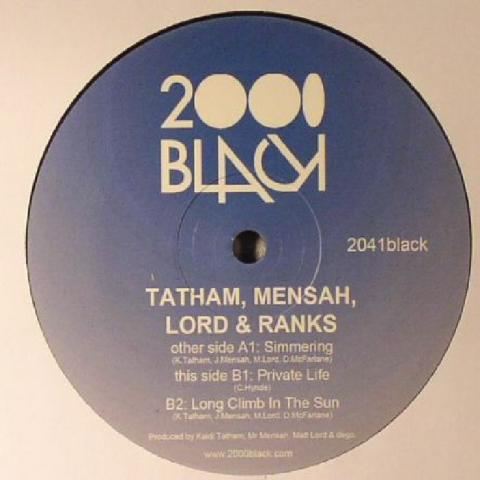 2000
BLACK
2041black
TATHAM, MENSAH,
LORD & RANKS
other side A1: Simmering
(K.Tatham, J.Mensah, M.Lord, D.McFarlane)
this side B1: Private Life
(C.Hynde)
B2: Long Climb In The Sun
(K.Tatham, J.Mensah, M.Lord, D.McFarlane)
Produced by Kaidi Tatham, Mr Mensah, Matt Lord & dego.
www.2000black.com